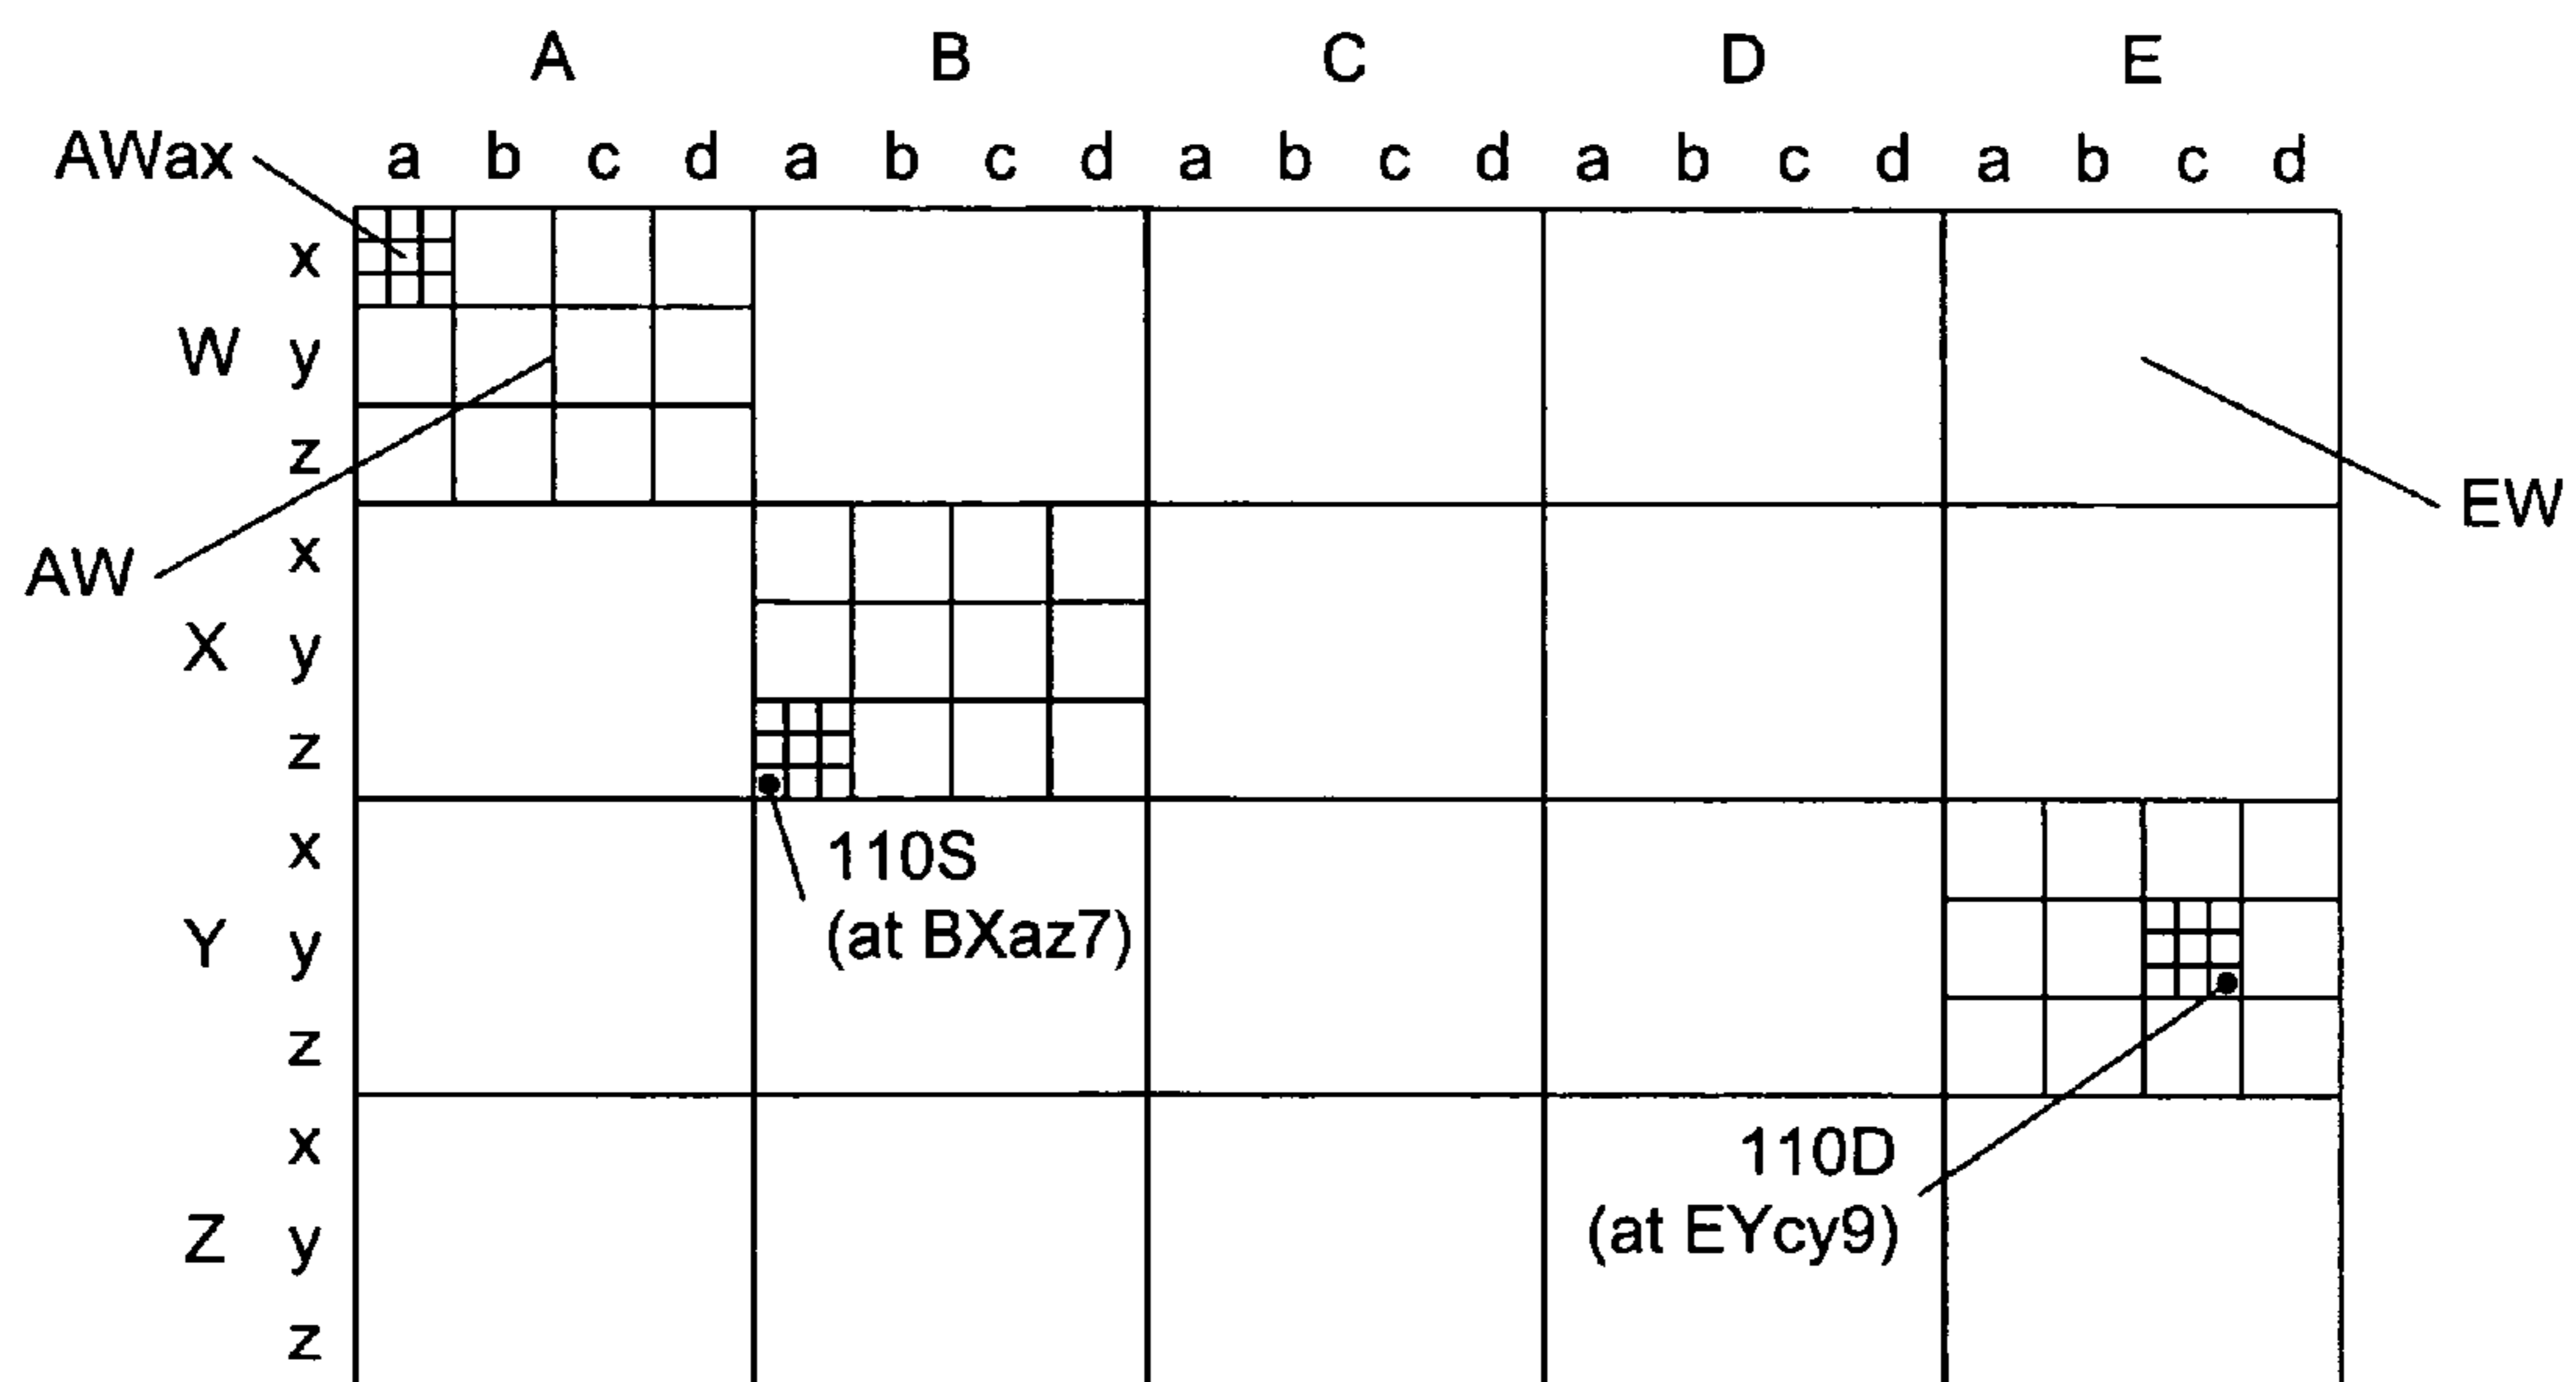 A B C D E
AWax a b c d a b c d a b c d a b c d a b c d
x
W y
z
EW
x
AW
X y
z
x
110S
(at BXaz7)
Y y
z
x
110D
(at EYcy9)
Z y
z